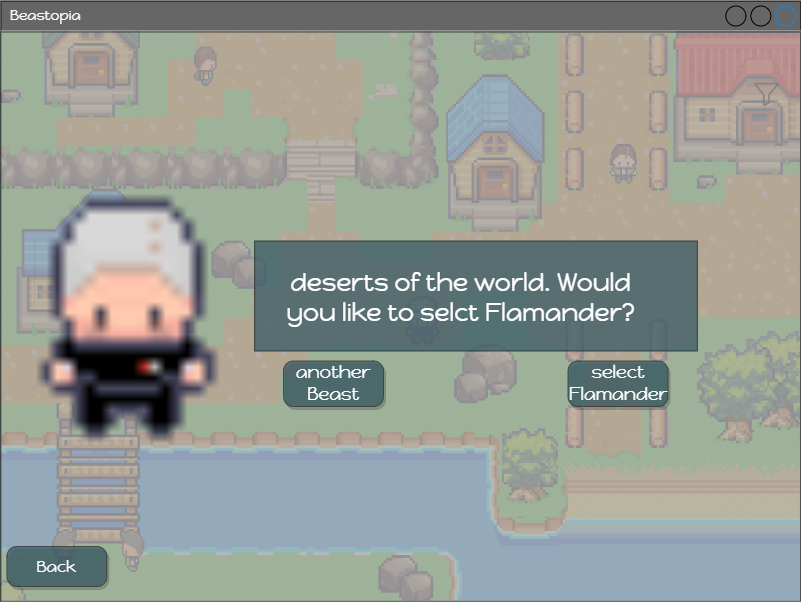 Beastopia
deserts of the world. Would
you like to selct Flamander?
another
Beast
select
Flamander
Back